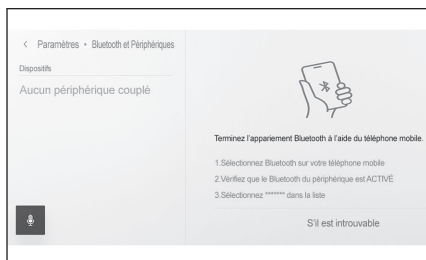 < Paramètres • Bluetooth et Périphériques
Dispositifs
Aucun périphérique couplé
Terminez l'appariement Bluetooth à l'aide du téléphone mobile.
1.Sélectionnez Bluetooth sur votre téléphone mobile
2.Vérifiez que le Bluetooth du périphérique est ACTIVÉ
3.Sélectionnez ******* dans la liste
S'il est introuvable